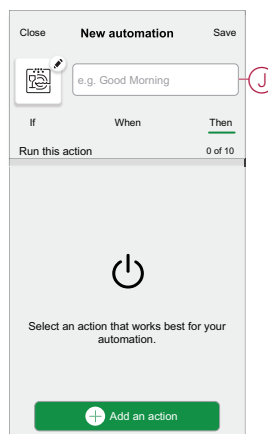 Close New automation Save
e.g. Good Morning
J
If When Then
Run this action 0 of 10
Select an action that works best for your
automation.
Add an action